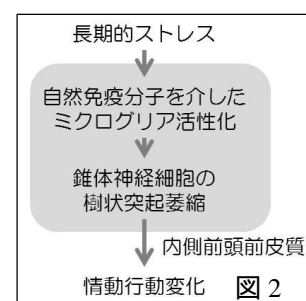 長期的ストレス
自然免疫分子を介した
ミクログリア活性化
錐体神経細胞の
樹状突起萎縮
内側前頭前皮質
情動行動変化
図 2